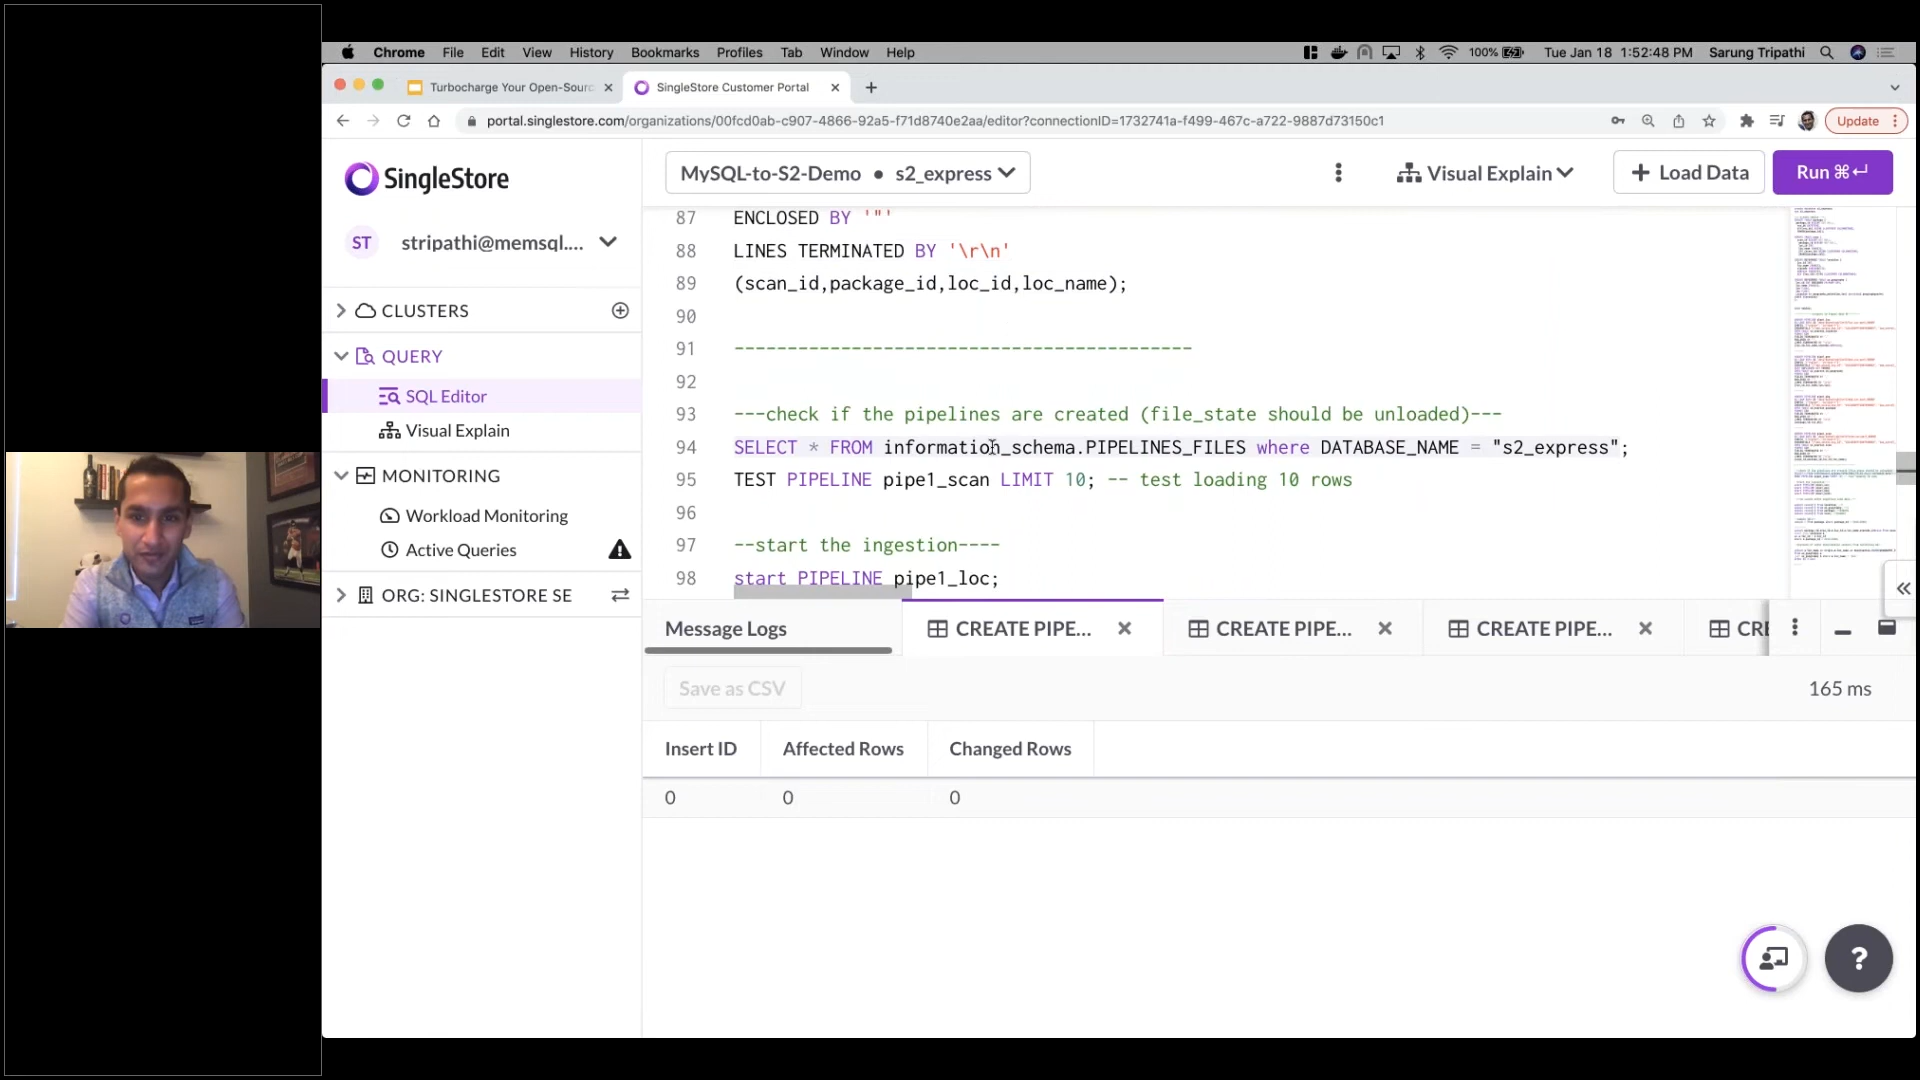 Chrome File Edit View History Bookmarks Profiles Tab Window Help
100% Tue Jan 18 1:52:48 PM Sarung Tripathi
Turbocharge Your Open-Sour
SingleStore Customer Portal
portal.singlestore.com/organizations/00fcd0ab-c907-4866-92a5-f71d8740e2aa/editor?connectionID=1732741a-f499-467c-a722-9887d73150c1
Update
SingleStore
ST stripathi@memsql....
CLUSTERS
QUERY
SQL Editor
Visual Explain
MONITORING
Workload Monitoring
Active Queries
ORG: SINGLESTORE SE
MySQL-to-S2-Demo • s2_express
Visual Explain
+ Load Data
Run ⌘↵
87 ENCLOSED BY '"'
88 LINES TERMINATED BY '\r\n'
89 (scan_id,package_id,loc_id,loc_name);
90
91 -------------------------------------------
92
93 ---check if the pipelines are created (file_state should be unloaded)---
94 SELECT * FROM information_schema.PIPELINES_FILES where DATABASE_NAME = "s2_express";
95 TEST PIPELINE pipe1_scan LIMIT 10; -- test loading 10 rows
96
97 --start the ingestion----
98 start PIPELINE pipe1_loc;
Message Logs
CREATE PIPE...
CREATE PIPE...
CREATE PIPE...
CRE
Save as CSV
165 ms
Insert ID Affected Rows Changed Rows
0 0 0
?